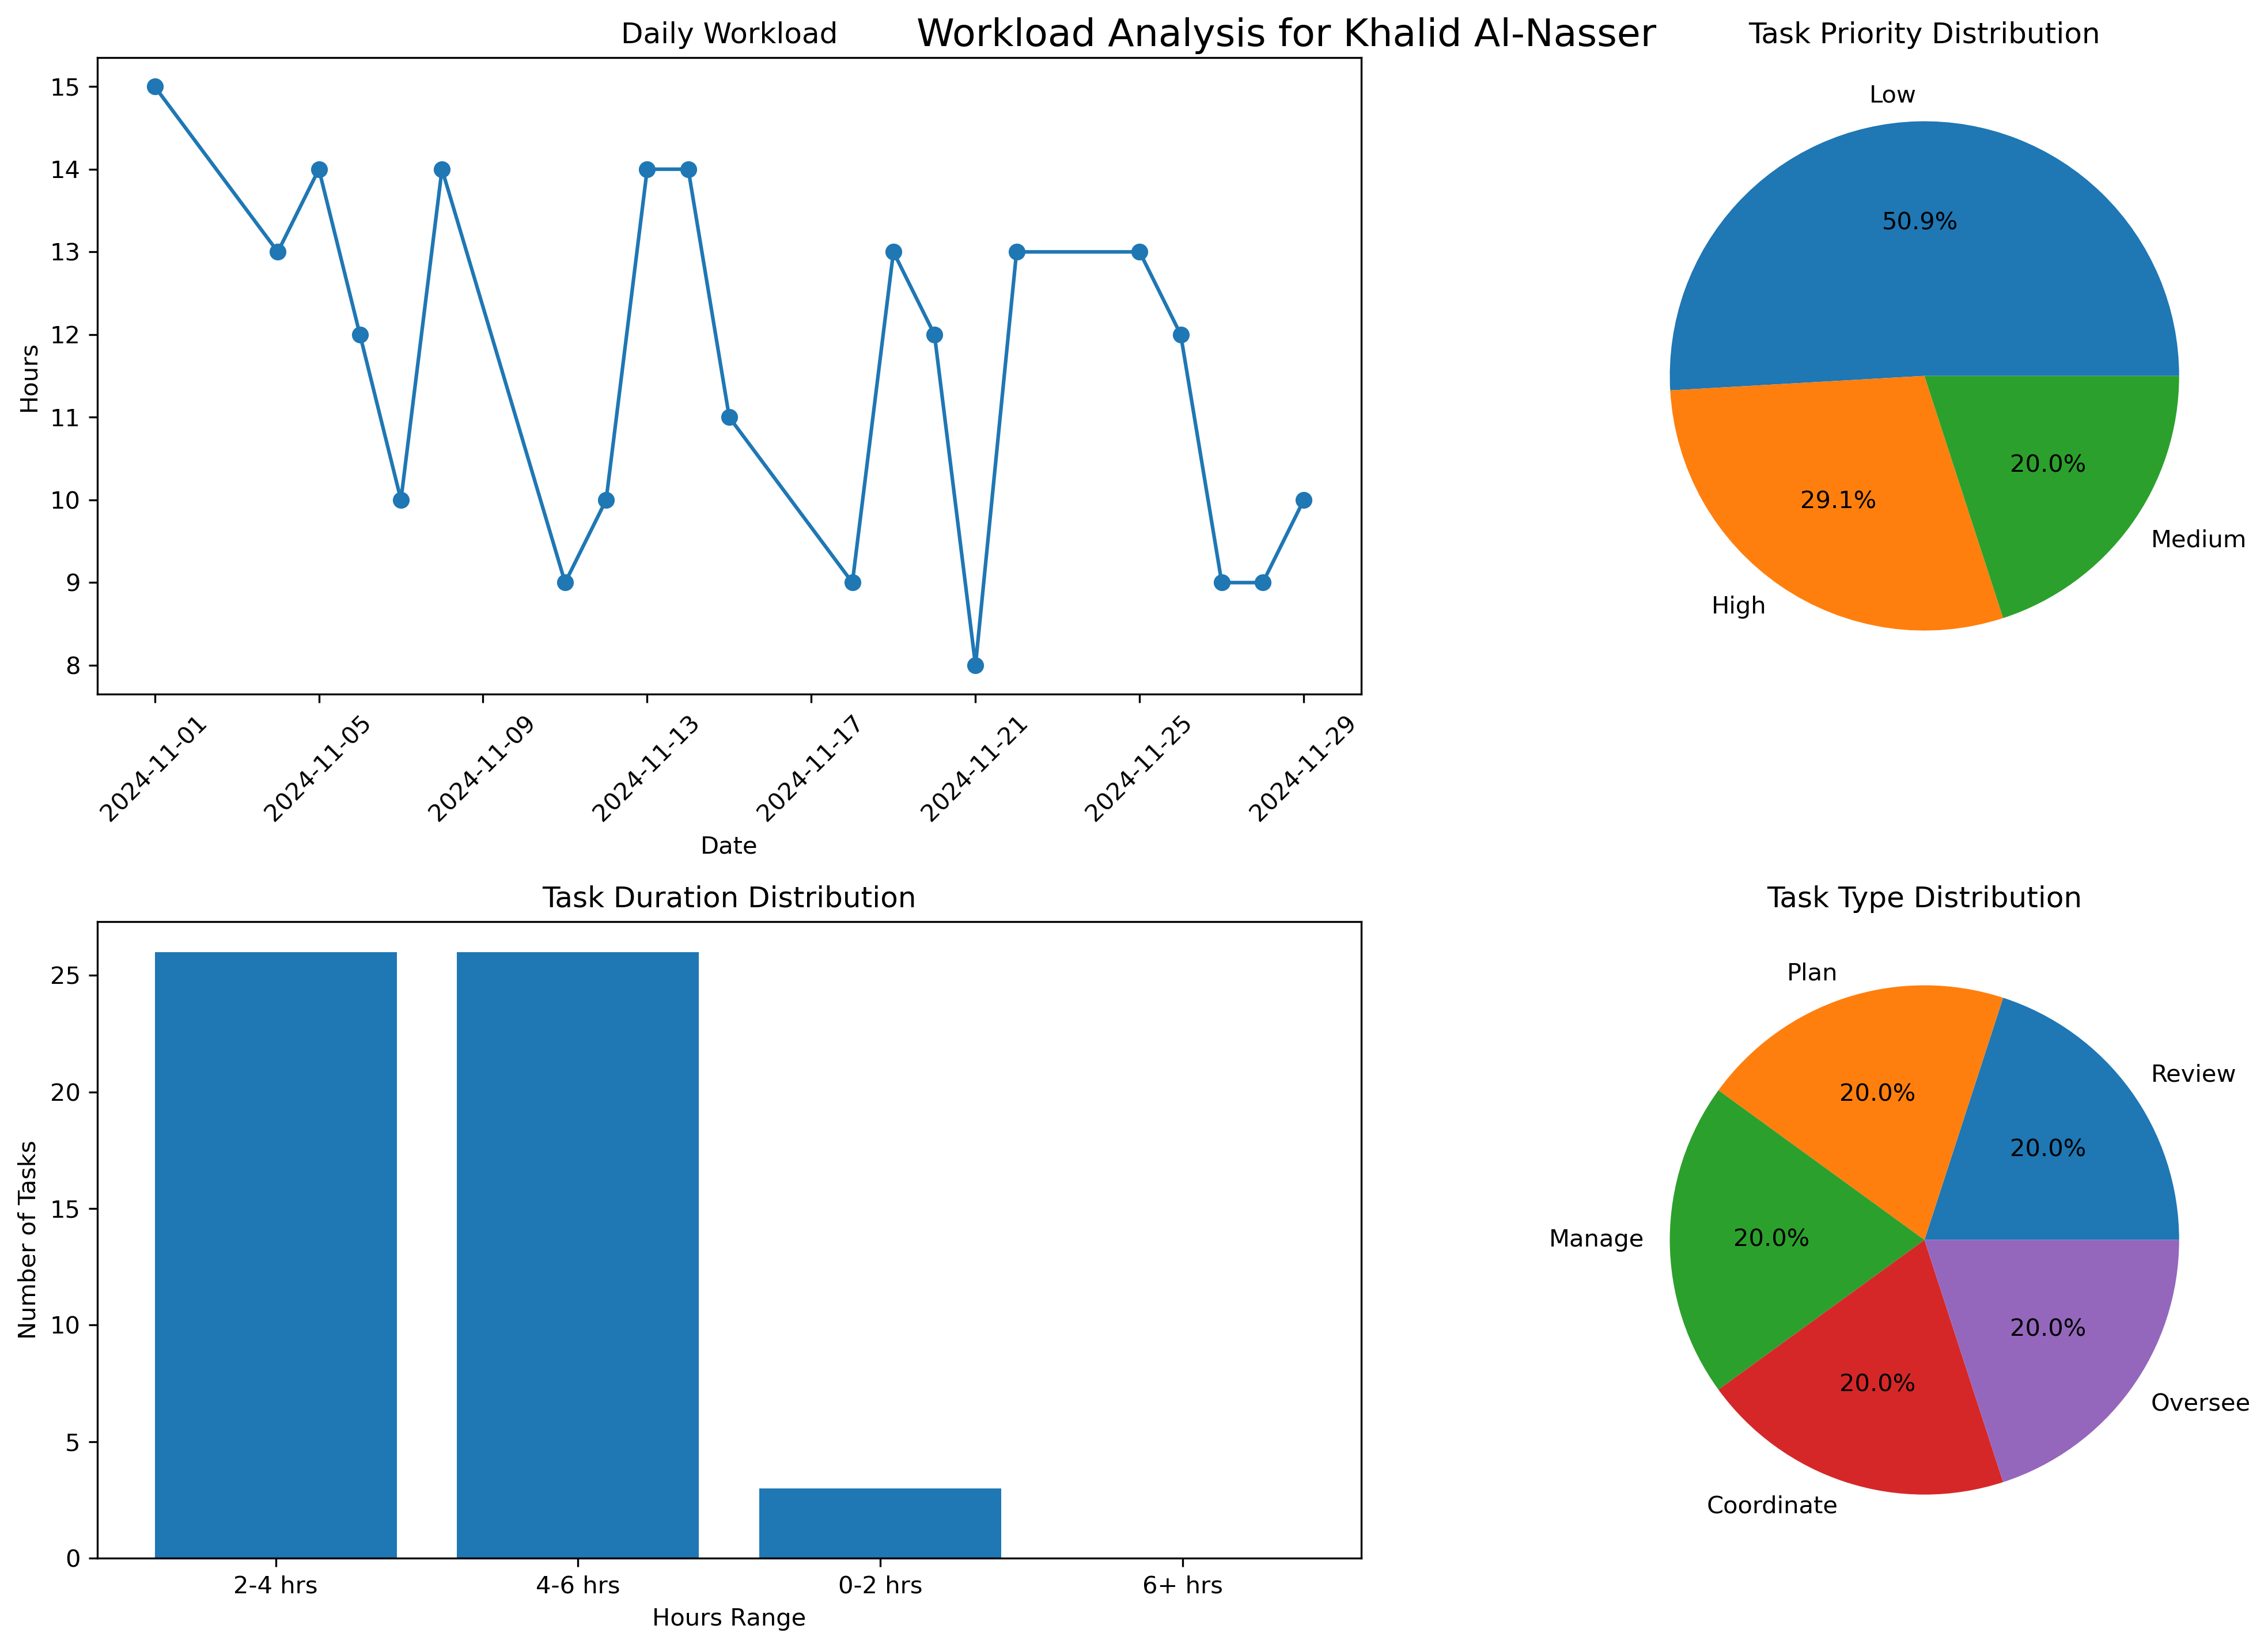 Workload Analysis for Khalid Al-Nasser
Daily Workload
15
14
13
12
11
10
9
8
Hours
2024-11-01
2024-11-05
2024-11-09
2024-11-13
2024-11-17
2024-11-21
2024-11-25
2024-11-29
Date
Task Priority Distribution
Low
50.9%
20.0%
29.1%
Medium
High
Task Duration Distribution
25
20
15
10
5
0
Number of Tasks
2-4 hrs
4-6 hrs
0-2 hrs
6+ hrs
Hours Range
Task Type Distribution
Plan
Review
20.0%
20.0%
Manage
20.0%
20.0%
20.0%
Oversee
Coordinate